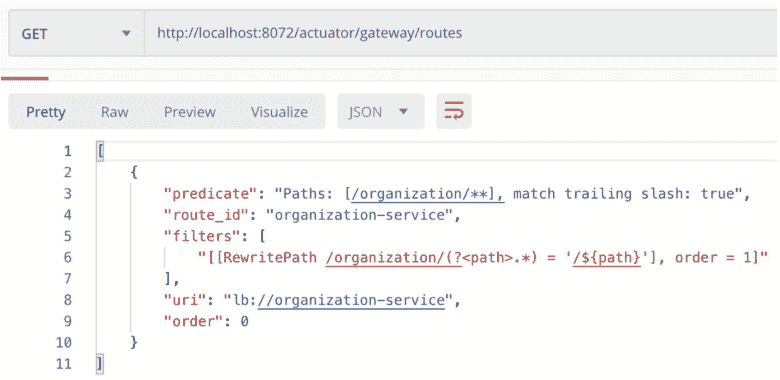 GET http://localhost:8072/actuator/gateway/routes
Pretty Raw Preview Visualize JSON
1 [
2 {
3 "predicate": "Paths: [/organization/**], match trailing slash: true",
4 "route_id": "organization-service",
5 "filters": [
6 "[[RewritePath /organization/(?<path>.*) = '/${path}'], order = 1]"
7 ],
8 "uri": "lb://organization-service",
9 "order": 0
10 }
11 ]